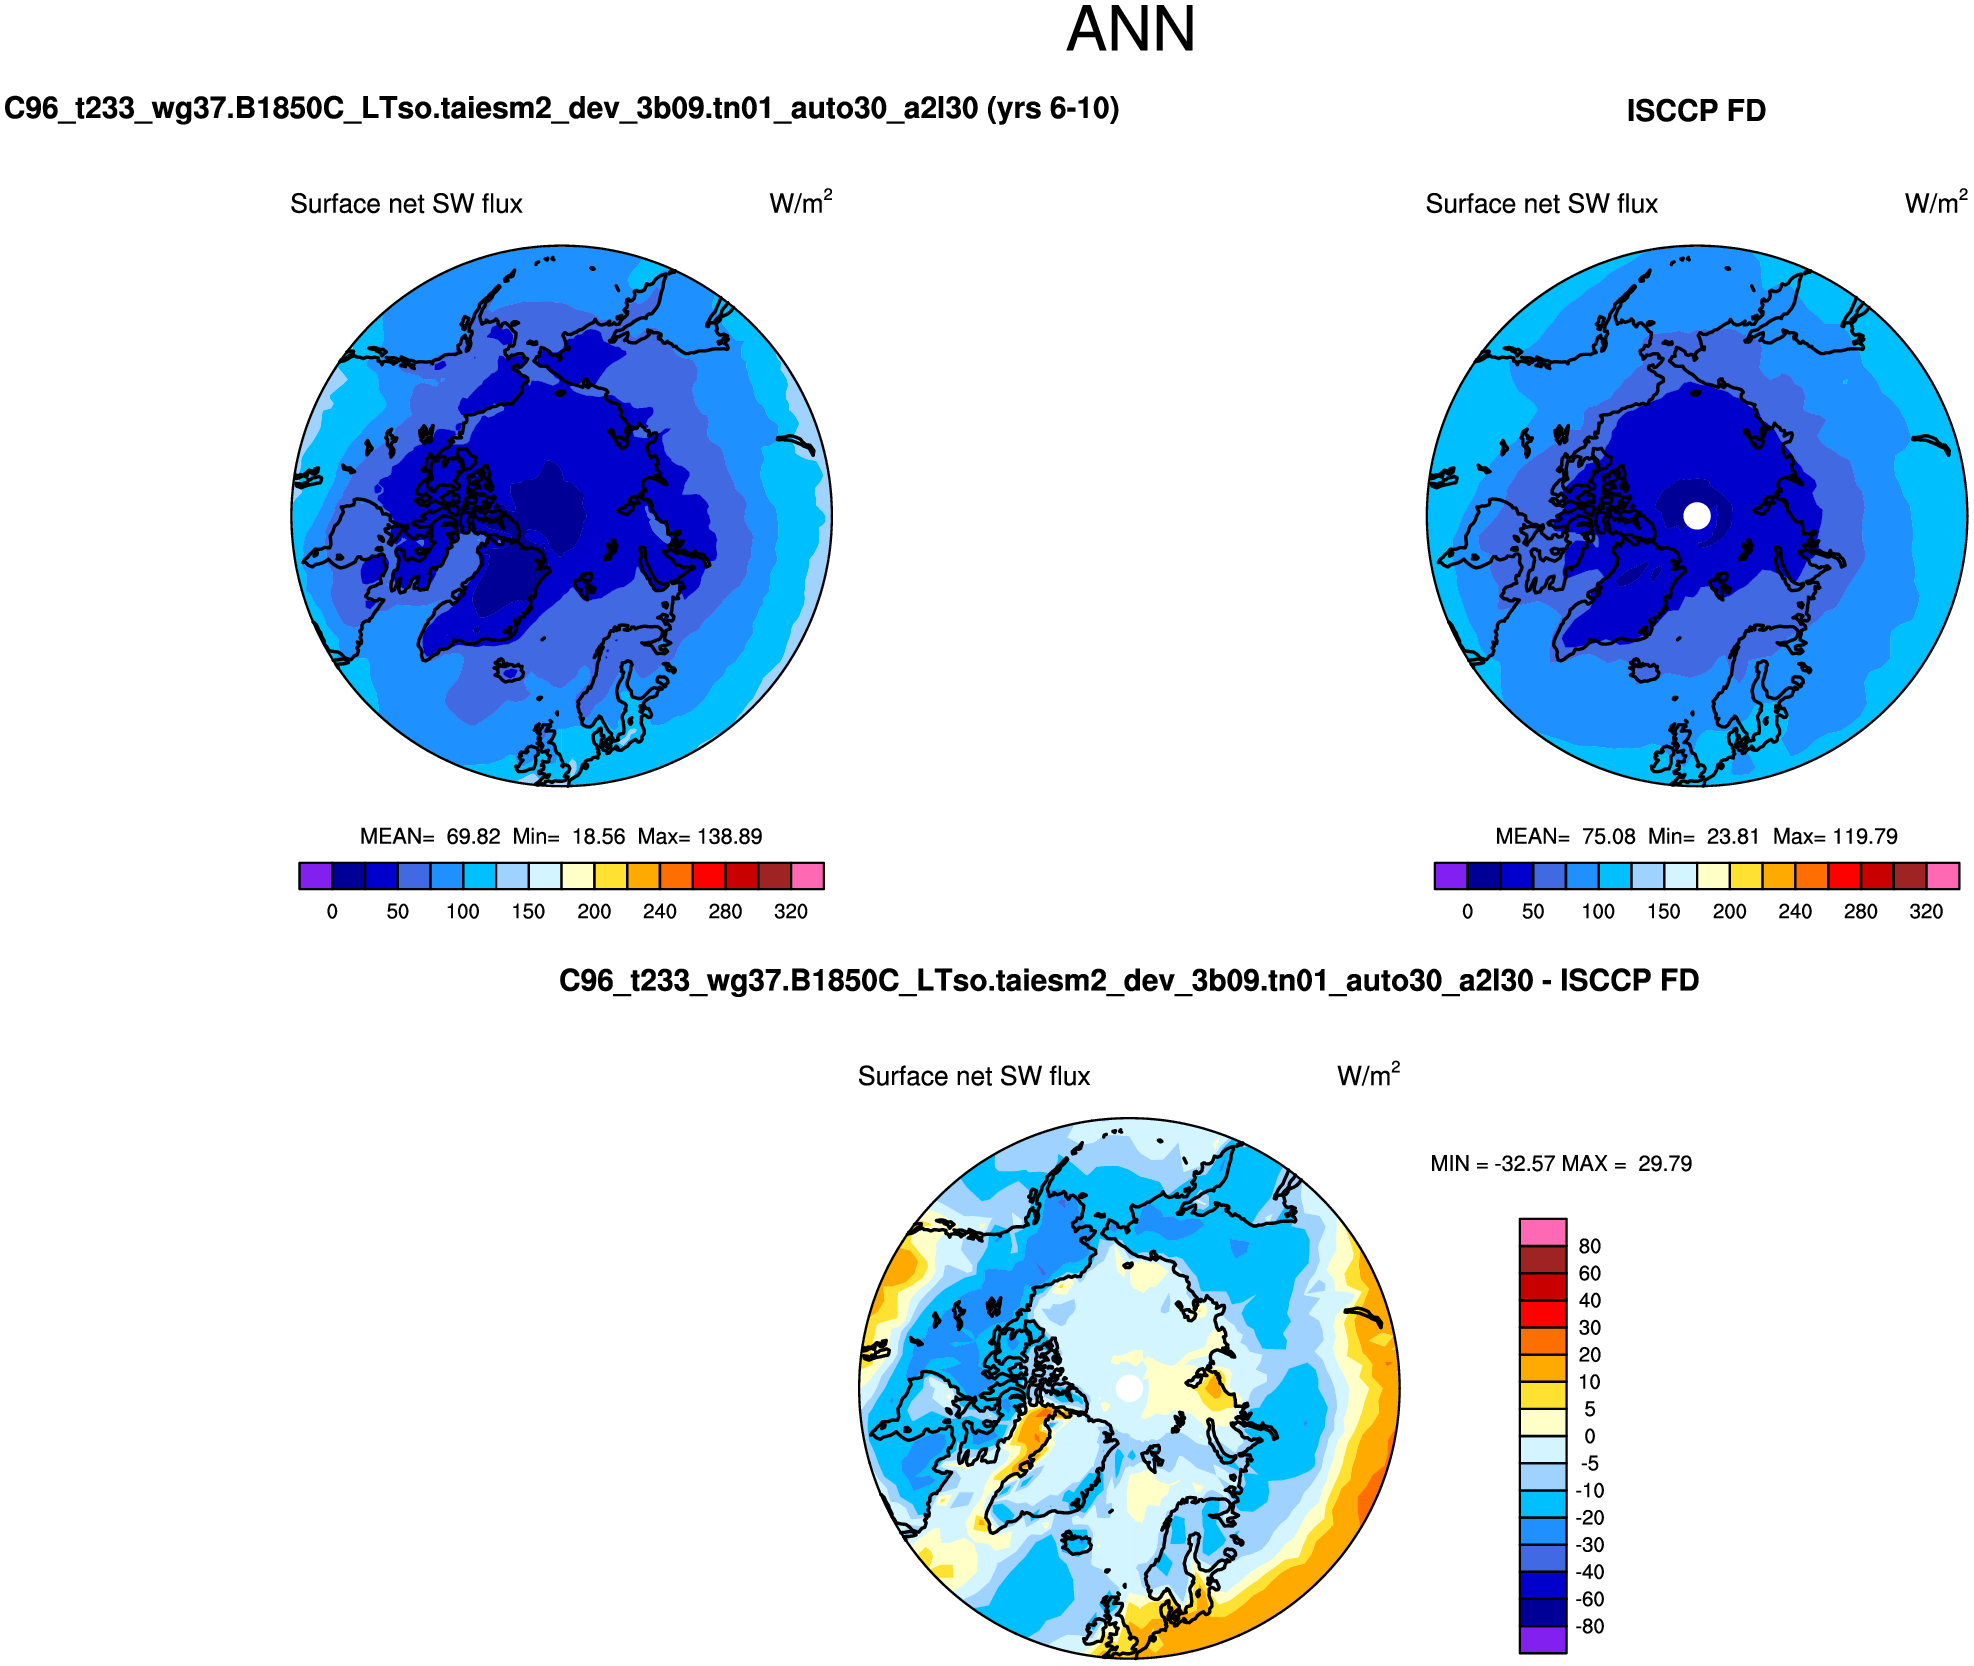 ANN
C96_t233_wg37.B1850C_LTso.taiesm2_dev_3b09.tn01_auto30_a2l30 (yrs 6-10)
ISCCP FD
Surface net SW flux W/m2
Surface net SW flux W/m2
MEAN= 69.82 Min= 18.56 Max= 138.89
MEAN= 75.08 Min= 23.81 Max= 119.79
0 50 100 150 200 240 280 320
0 50 100 150 200 240 280 320
C96_t233_wg37.B1850C_LTso.taiesm2_dev_3b09.tn01_auto30_a2l30 - ISCCP FD
Surface net SW flux W/m2
MIN = -32.57 MAX = 29.79
80
60
40
30
20
10
5
0
-5
-10
-20
-30
-40
-60
-80